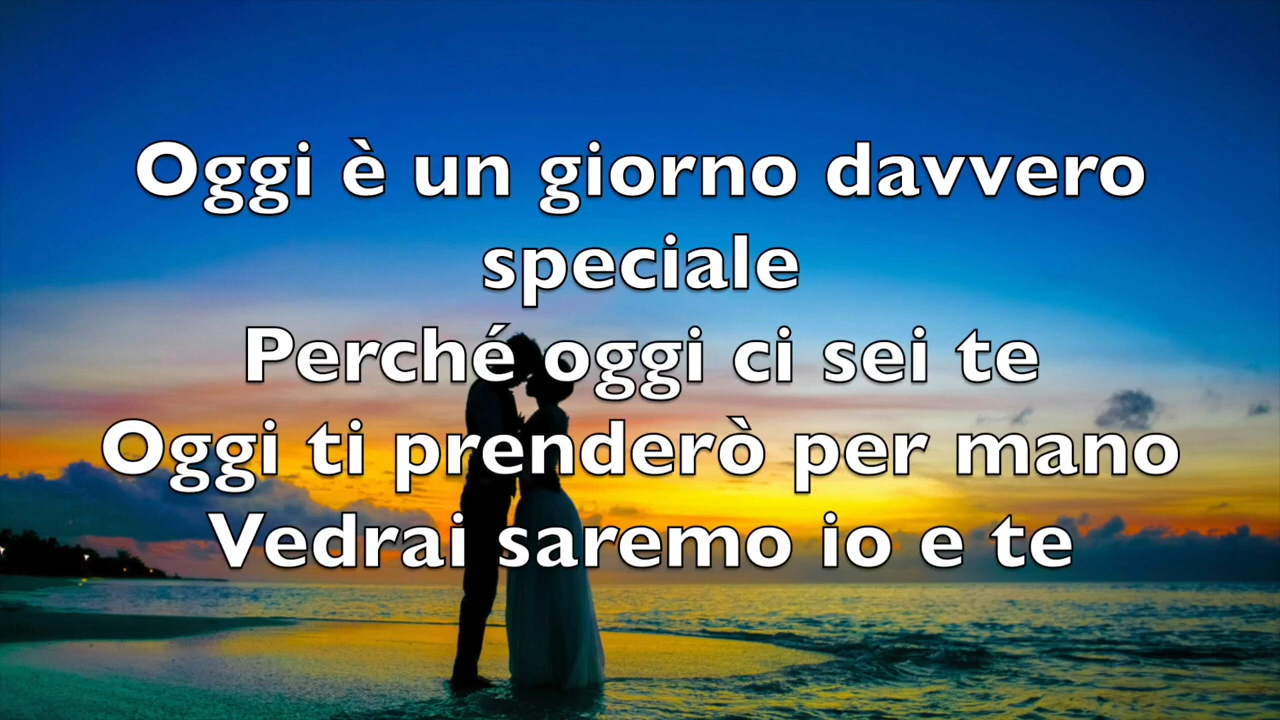 Oggi è un giorno davvero
speciale
Perché oggi ci sei te
Oggi ti prenderò per mano
Vedrai saremo io e te